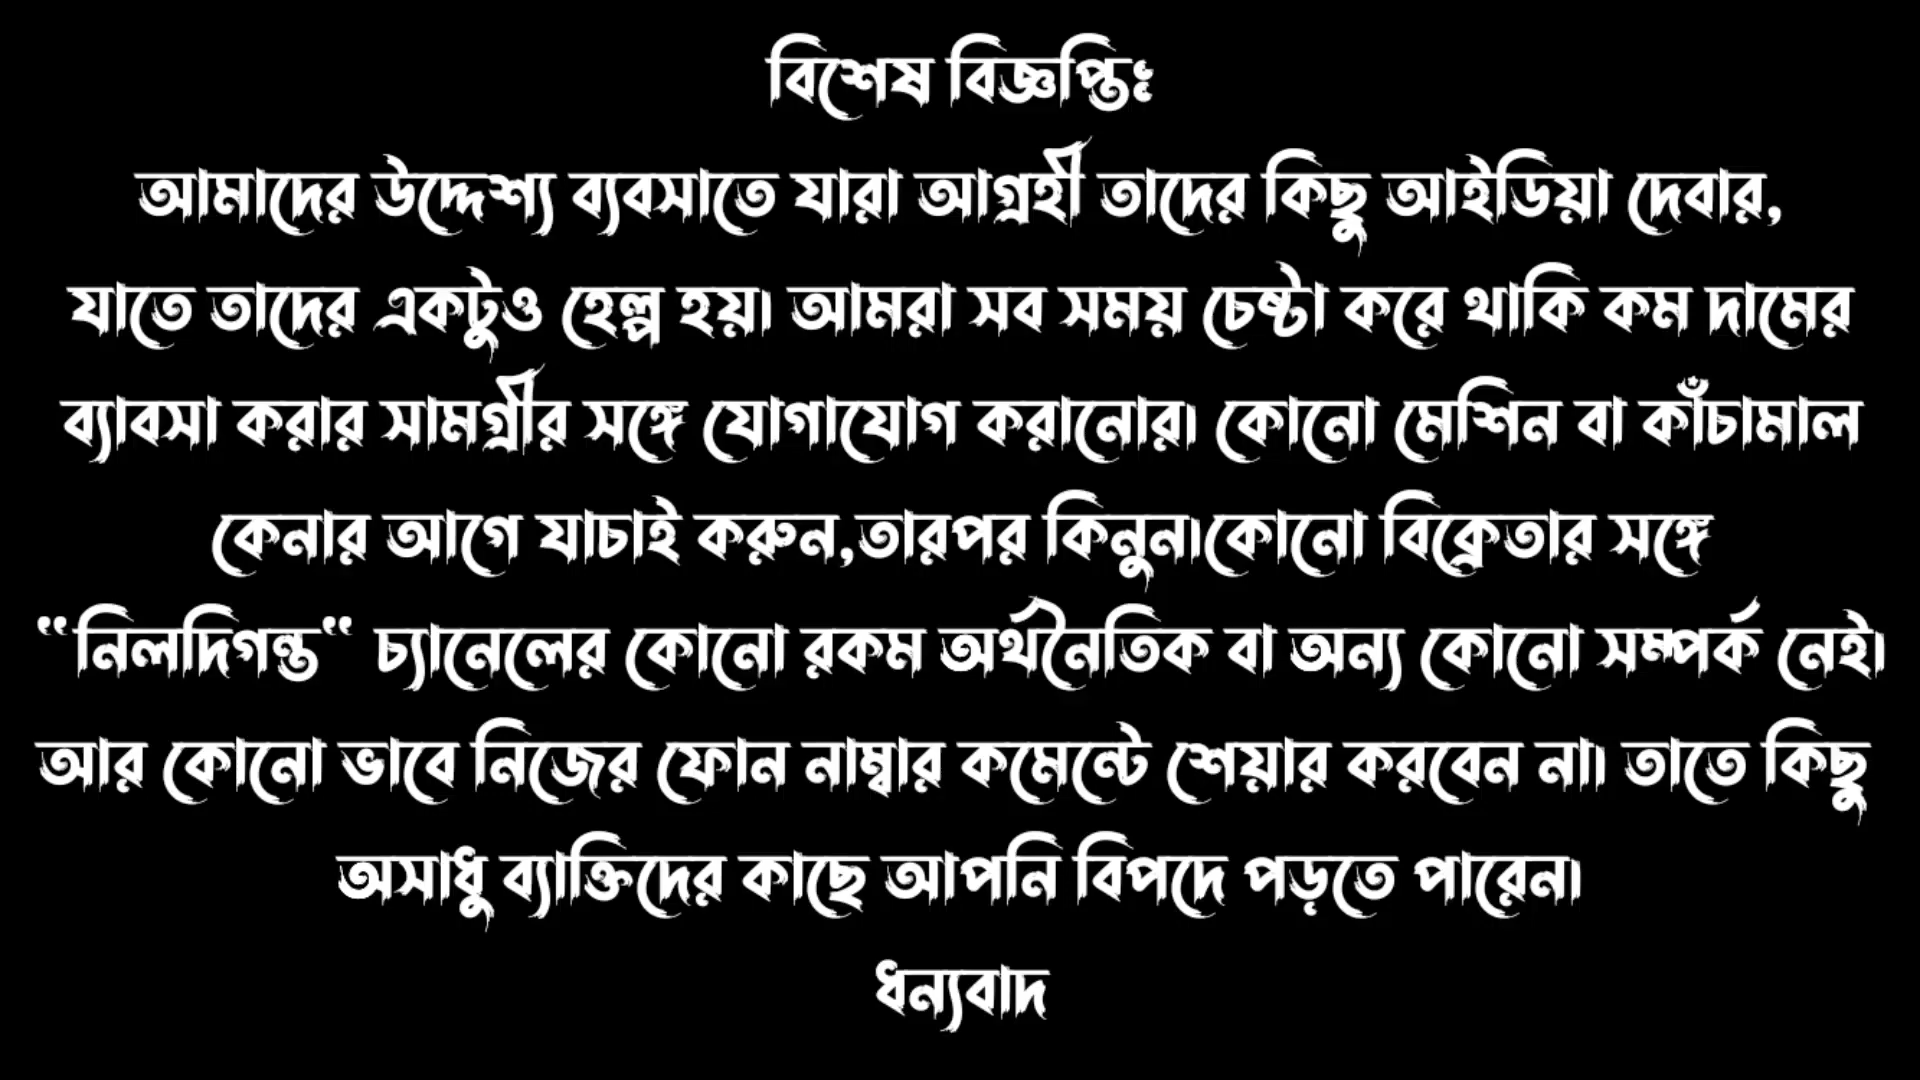 বিশেষ বিজ্ঞপ্তিঃ
আমাদের উদ্দেশ্য ব্যবসাতে যারা আগ্রহী তাদের কিছু আইডিয়া দেবার,
যাতে তাদের একটুও হেল্প হয়। আমরা সব সময় চেষ্টা করে থাকি কম দামের
ব্যাবসা করার সামগ্রীর সঙ্গে যোগাযোগ করানোর। কোনো মেশিন বা কাঁচামাল
কেনার আগে যাচাই করুন,তারপর কিনুন।কোনো বিক্রেতার সঙ্গে
“নিলদিগন্ত“ চ্যানেলের কোনো রকম অর্থনৈতিক বা অন্য কোনো সম্পর্ক নেই।
আর কোনো ভাবে নিজের ফোন নাম্বার কমেন্টে শেয়ার করবেন না। তাতে কিছু
অসাধু ব্যাক্তিদের কাছে আপনি বিপদে পড়তে পারেন।
ধন্যবাদ